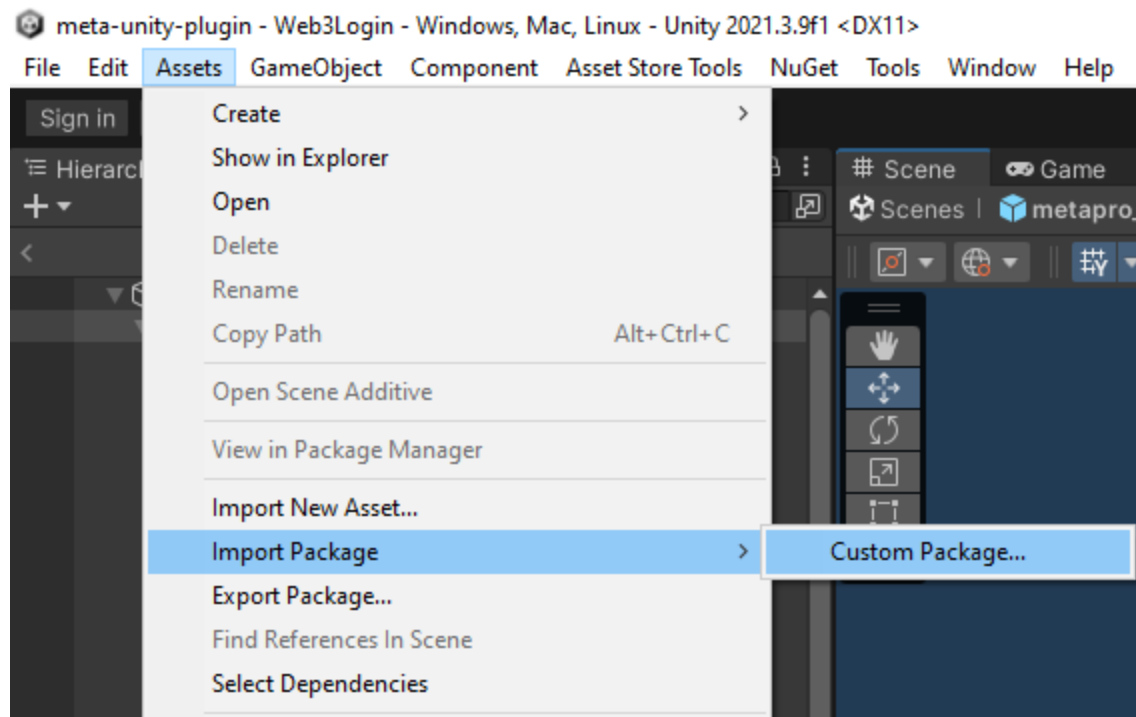 meta-unity-plugin - Web3Login - Windows, Mac, Linux - Unity 2021.3.9f1 <DX11>
File Edit Assets GameObject Component Asset Store Tools NuGet Tools Window Help
Sign in
Hierarc
Scene Game
Scenes metapro_
Create
Show in Explorer
Open
Delete
Rename
Copy Path Alt+Ctrl+C
Open Scene Additive
View in Package Manager
Import New Asset...
Import Package Custom Package...
Export Package...
Find References In Scene
Select Dependencies